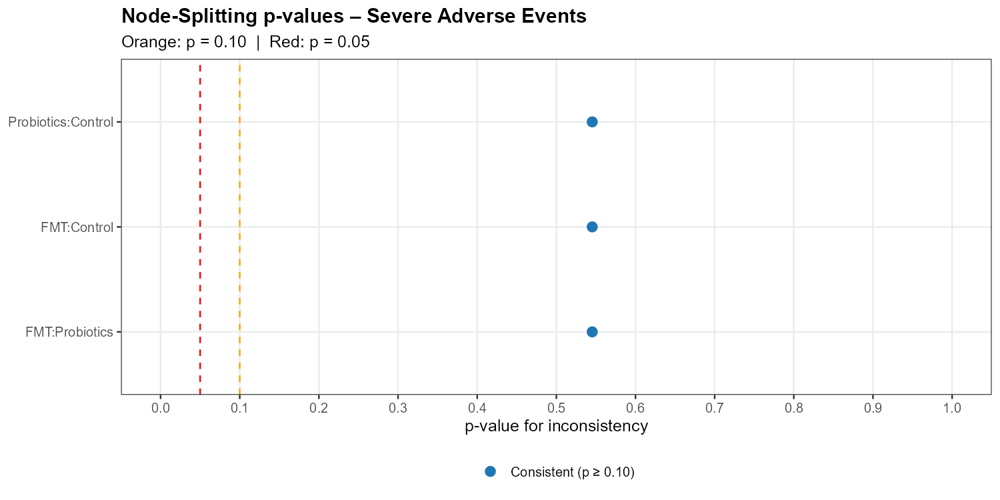 Node-Splitting p-values – Severe Adverse Events
Orange: p = 0.10 | Red: p = 0.05
Probiotics:Control
FMT:Control
FMT:Probiotics
0.0 0.1 0.2 0.3 0.4 0.5 0.6 0.7 0.8 0.9 1.0
p-value for inconsistency
Consistent (p ≥ 0.10)